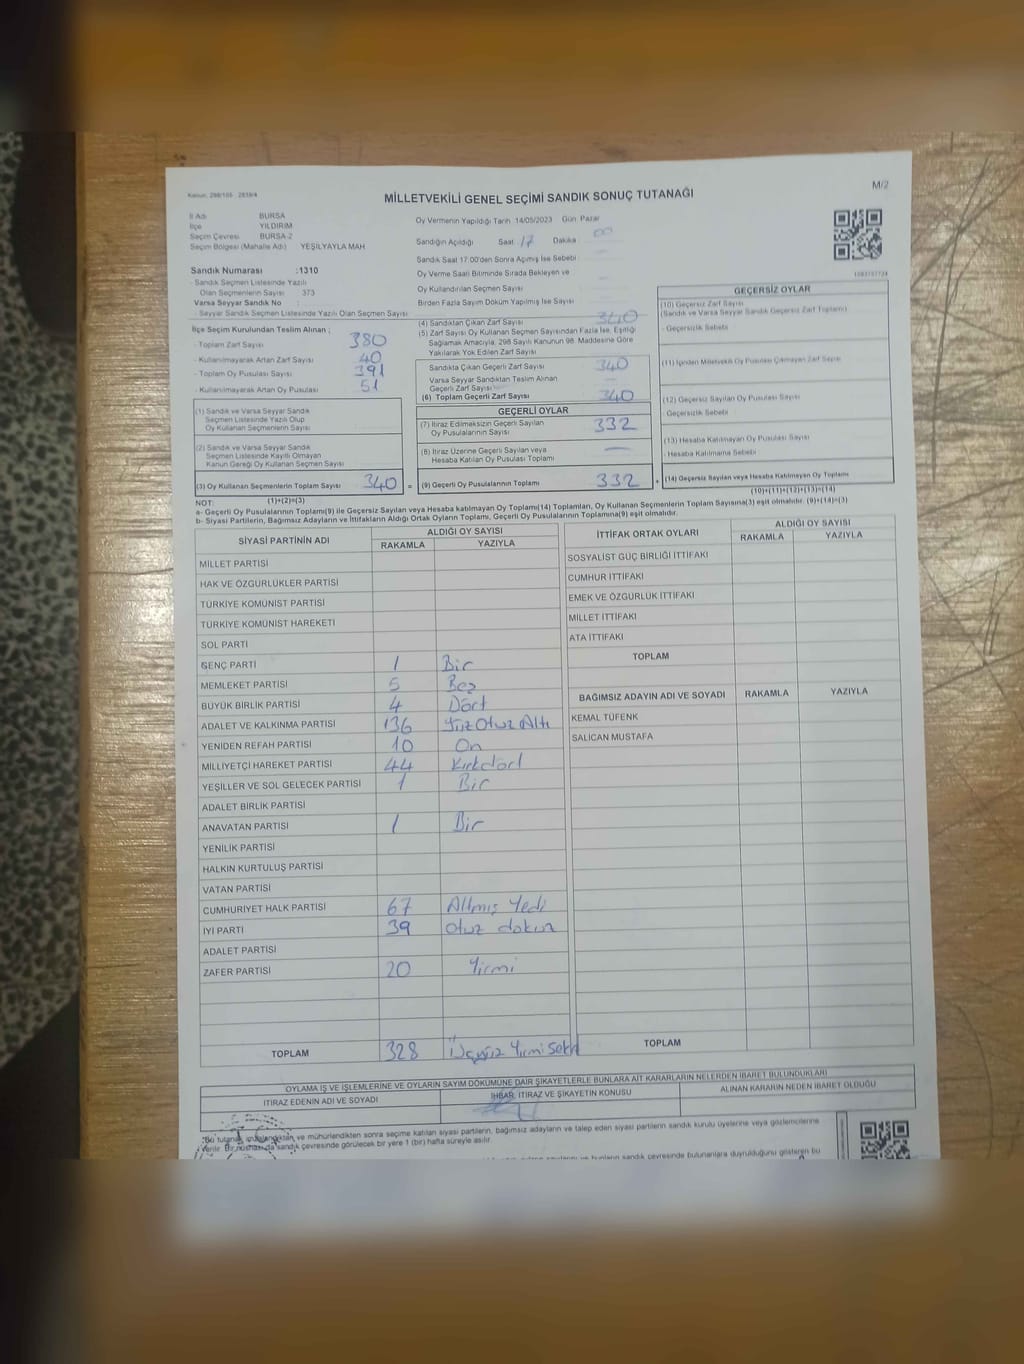 Kanun: 298/105 2839/4
MİLLETVEKİLİ GENEL SEÇİMİ SANDIK SONUÇ TUTANAĞI
M/2
İl Adı BURSA
İlçe YILDIRIM
Seçim Çevresi BURSA-2
Seçim Bölgesi (Mahalle Adı) YEŞİLYAYLA MAH
Sandık Numarası :1310
- Sandık Seçmen Listesinde Yazılı
Olan Seçmenlerin Sayısı 373
Varsa Seyyar Sandık No :
- Seyyar Sandık Seçmen Listesinde Yazılı Olan Seçmen Sayısı
Oy Vermenin Yapıldığı Tarih 14/05/2023 Gün Pazar
Sandığın Açıldığı Saat 17 Dakika 00
Sandık Saat 17:00'den Sonra Açımış İse Sebebi
Oy Verme Saati Bitiminde Sırada Bekleyen ve
Oy Kullandırılan Seçmen Sayısı
Birden Fazla Sayım Döküm Yapılmış İse Sayısı
İlçe Seçim Kurulundan Teslim Alınan ;
- Toplam Zarf Sayısı 380
- Kullanılmayarak Artan Zarf Sayısı 40
- Toplam Oy Pusulası Sayısı 391
- Kullanılmayarak Artan Oy Pusulası 51
(4) Sandıktan Çıkan Zarf Sayısı 340
(5) Zarf Sayısı Oy Kullanan Seçmen Sayısından Fazla İse, Eşitliği
Sağlamak Amacıyla, 298 Sayılı Kanunun 98. Maddesine Göre
Yakılarak Yok Edilen Zarf Sayısı
Sandıkta Çıkan Geçerli Zarf Sayısı 340
Varsa Seyyar Sandıktan Teslim Alınan
Geçerli Zarf Sayısı
(6) Toplam Geçerli Zarf Sayısı 340
GEÇERLİ OYLAR
(7) İtiraz Edilmeksizin Geçerli Sayılan
Oy Pusulalarının Sayısı 332
(8) İtiraz Üzerine Geçerli Sayılan veya
Hesaba Katılan Oy Pusulası Toplamı
(9) Geçerli Oy Pusulalarının Toplamı 332
GEÇERSİZ OYLAR
(10) Geçersiz Zarf Sayısı
(Sandık ve Varsa Seyyar Sandık Geçersiz Zarf Toplamı)
- Geçersizlik Sebebi
(11) İçinden Milletvekili Oy Pusulası Çıkmayan Zarf Sayısı
(12) Geçersiz Sayılan Oy Pusulası Sayısı
Geçersizlik Sebebi
(13) Hesaba Katılmayan Oy Pusulası Sayısı
- Hesaba Katılmama Sebebi
+ (14) Geçersiz Sayılan veya Hesaba Katılmayan Oy Toplamı
(10)+(11)+(12)+(13)=(14)
(1) Sandık ve Varsa Seyyar Sandık
Seçmen Listesinde Yazılı Olup
Oy Kullanan Seçmenlerin Sayısı
(2) Sandık ve Varsa Seyyar Sandık
Seçmen Listesinde Kayıtlı Olmayan
Kanun Gereği Oy Kullanan Seçmen Sayısı
(3) Oy Kullanan Seçmenlerin Toplam Sayısı 340 =
(1)+(2)=(3)
NOT:
a- Geçerli Oy Pusulalarının Toplamı(9) ile Geçersiz Sayılan veya Hesaba katılmayan Oy Toplamı(14) Toplamları, Oy Kullanan Seçmenlerin Toplam Sayısına(3) eşit olmalıdır. (9)+(14)=(3)
b- Siyasi Partilerin, Bağımsız Adayların ve İttifakların Aldığı Ortak Oyların Toplamı, Geçerli Oy Pusulalarının Toplamına(9) eşit olmalıdır.
SİYASİ PARTİNİN ADI ALDIĞI OY SAYISI
RAKAMLA YAZIYLA
MİLLET PARTİSİ
HAK VE ÖZGÜRLÜKLER PARTİSİ
TÜRKİYE KOMÜNİST PARTİSİ
TÜRKİYE KOMÜNİST HAREKETİ
SOL PARTİ
GENÇ PARTİ 1 Bir
MEMLEKET PARTİSİ 5 Beş
BÜYÜK BİRLİK PARTİSİ 4 Dört
ADALET VE KALKINMA PARTİSİ 136 Yüz Otuz Altı
YENİDEN REFAH PARTİSİ 10 On
MİLLİYETÇİ HAREKET PARTİSİ 44 Kırkdört
YEŞİLLER VE SOL GELECEK PARTİSİ 1 Bir
ADALET BİRLİK PARTİSİ
ANAVATAN PARTİSİ 1 Bir
YENİLİK PARTİSİ
HALKIN KURTULUŞ PARTİSİ
VATAN PARTİSİ
CUMHURİYET HALK PARTİSİ 67 Altmış Yedi
İYİ PARTİ 39 Otuz dokuz
ADALET PARTİSİ
ZAFER PARTİSİ 20 Yirmi
TOPLAM 328 Üçyüz Yirmi Sekiz
İTTİFAK ORTAK OYLARI ALDIĞI OY SAYISI
RAKAMLA YAZIYLA
SOSYALİST GÜÇ BİRLİĞİ İTTİFAKI
CUMHUR İTTİFAKI
EMEK VE ÖZGÜRLÜK İTTİFAKI
MİLLET İTTİFAKI
ATA İTTİFAKI
TOPLAM
BAĞIMSIZ ADAYIN ADI VE SOYADI RAKAMLA YAZIYLA
KEMAL TÜFENK
SALİCAN MUSTAFA
TOPLAM
OYLAMA İŞ VE İŞLEMLERİNE VE OYLARIN SAYIM DÖKÜMÜNE DAİR ŞİKAYETLERLE BUNLARA AİT KARARLARIN NELERDEN İBARET BULUNDUKLARI
İTİRAZ EDENİN ADI VE SOYADI İHBAR, İTİRAZ VE ŞİKAYETİN KONUSU ALINAN KARARIN NEDEN İBARET OLDUĞU
ve mühürlendikten sonra seçime katılan siyasi partilerin, bağımsız adayların ve talep eden siyasi partilerin sandık kurulu üyelerine veya gözlemcilerine
verilir. Bir nüshası da sandık çevresinde görülecek bir yere 1 (bir) hafta süreyle asılır.